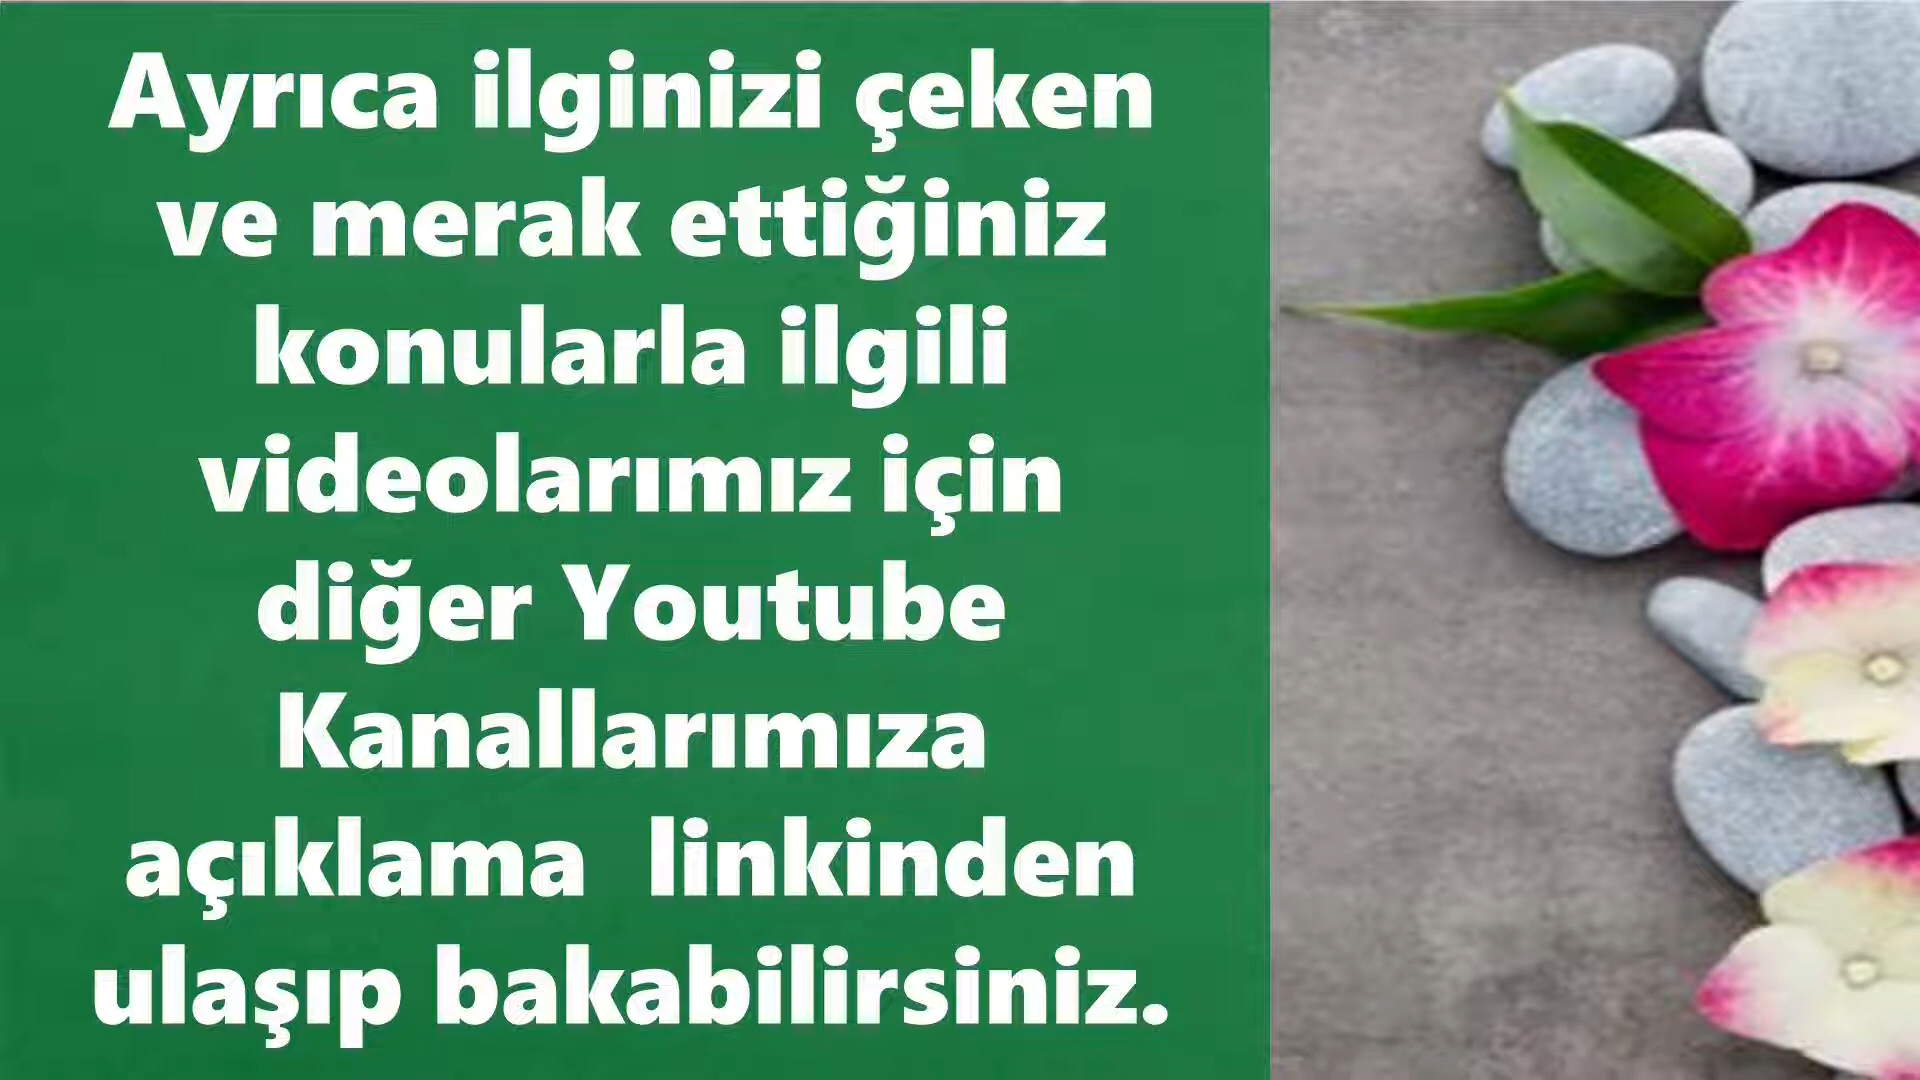 Ayrıca ilginizi çeken
ve merak ettiğiniz
konularla ilgili
videolarımız için
diğer Youtube
Kanallarımıza
açıklama  linkinden
ulaşıp bakabilirsiniz.